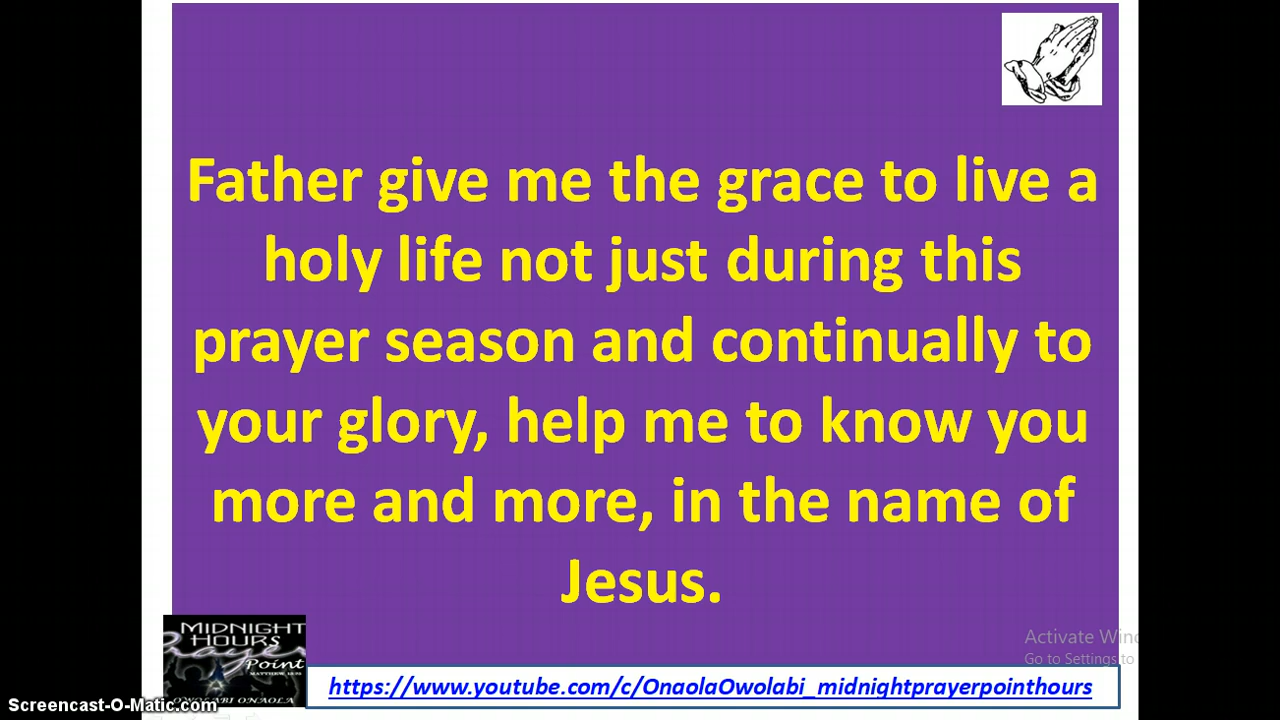 Father give me the grace to live a
holy life not just during this
prayer season and continually to
your glory, help me to know you
more and more, in the name of
Jesus.
MIDNIGHT
HOURS
Prayer
Point
Activate Wind
Go to Settings to
https://www.youtube.com/c/OnaolaOwolabi_midnightprayerpointhours
Screencast-O-Matic.com